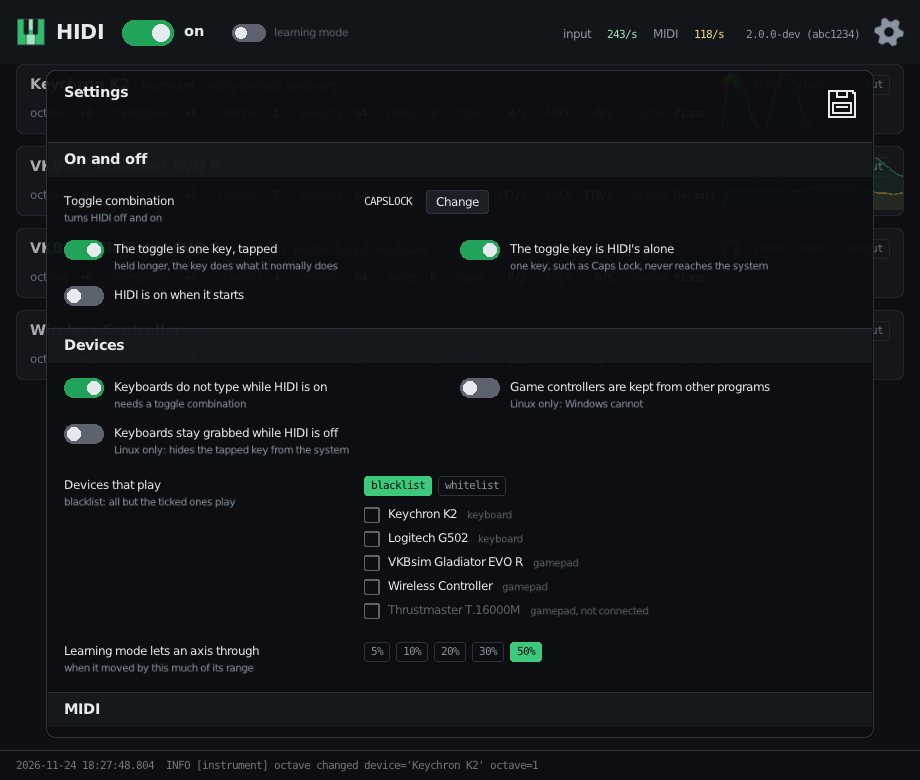 HIDI on learning mode input 243/s MIDI 118/s 2.0.0-dev (abc1234)
Settings
On and off
Toggle combination CAPSLOCK Change
turns HIDI off and on
The toggle is one key, tapped The toggle key is HIDI's alone
held longer, the key does what it normally does one key, such as Caps Lock, never reaches the system
HIDI is on when it starts
Devices
Keyboards do not type while HIDI is on Game controllers are kept from other programs
needs a toggle combination Linux only: Windows cannot
Keyboards stay grabbed while HIDI is off
Linux only: hides the tapped key from the system
Devices that play blacklist whitelist
blacklist: all but the ticked ones play
Keychron K2 keyboard
Logitech G502 keyboard
VKBsim Gladiator EVO R gamepad
Wireless Controller gamepad
Thrustmaster T.16000M gamepad, not connected
Learning mode lets an axis through 5% 10% 20% 30% 50%
when it moved by this much of its range
MIDI
2026-11-24 18:27:48.804 INFO [instrument] octave changed device='Keychron K2' octave=1